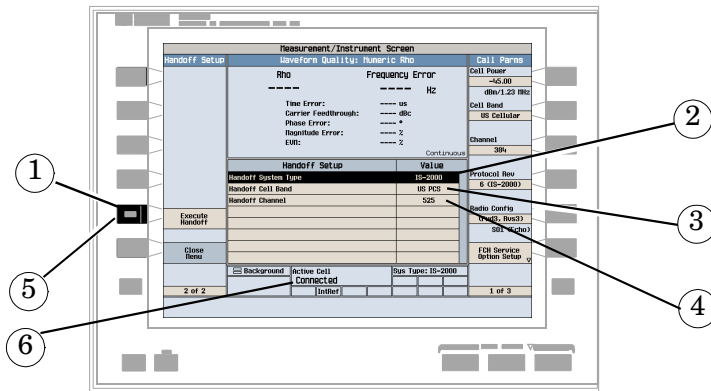 Measurement/Instrument Screen
Handoff Setup
Waveform Quality: Numeric Rho
Call Parms
Rho
Frequency Error
----
---- Hz
Time Error: ---- us
Carrier Feedthrough: ---- dBc
Phase Error: ---- °
Magnitude Error: ---- %
EVM: ---- %
Continuous
Cell Power
-45.00
dBm/1.23 MHz
Cell Band
US Cellular
Channel
384
Protocol Rev
6 (IS-2000)
Radio Config
(Fwd3, Rvs3)
SO1 (Echo)
FCH Service
Option Setup
1 of 3
Handoff Setup
Value
Handoff System Type
IS-2000
Handoff Cell Band
US PCS
Handoff Channel
525
Execute
Handoff
Close
Menu
2 of 2
Background
Active Cell
Connected
Sys Type: IS-2000
IntRef
1
2
3
4
5
6